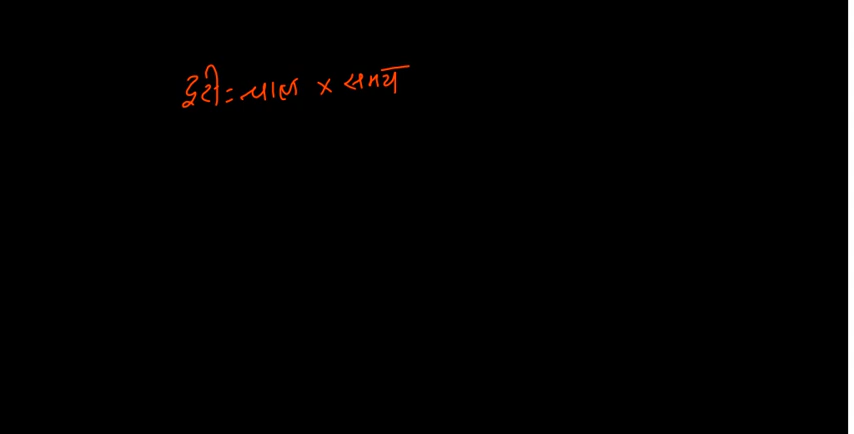 दुरी = चाल × समय